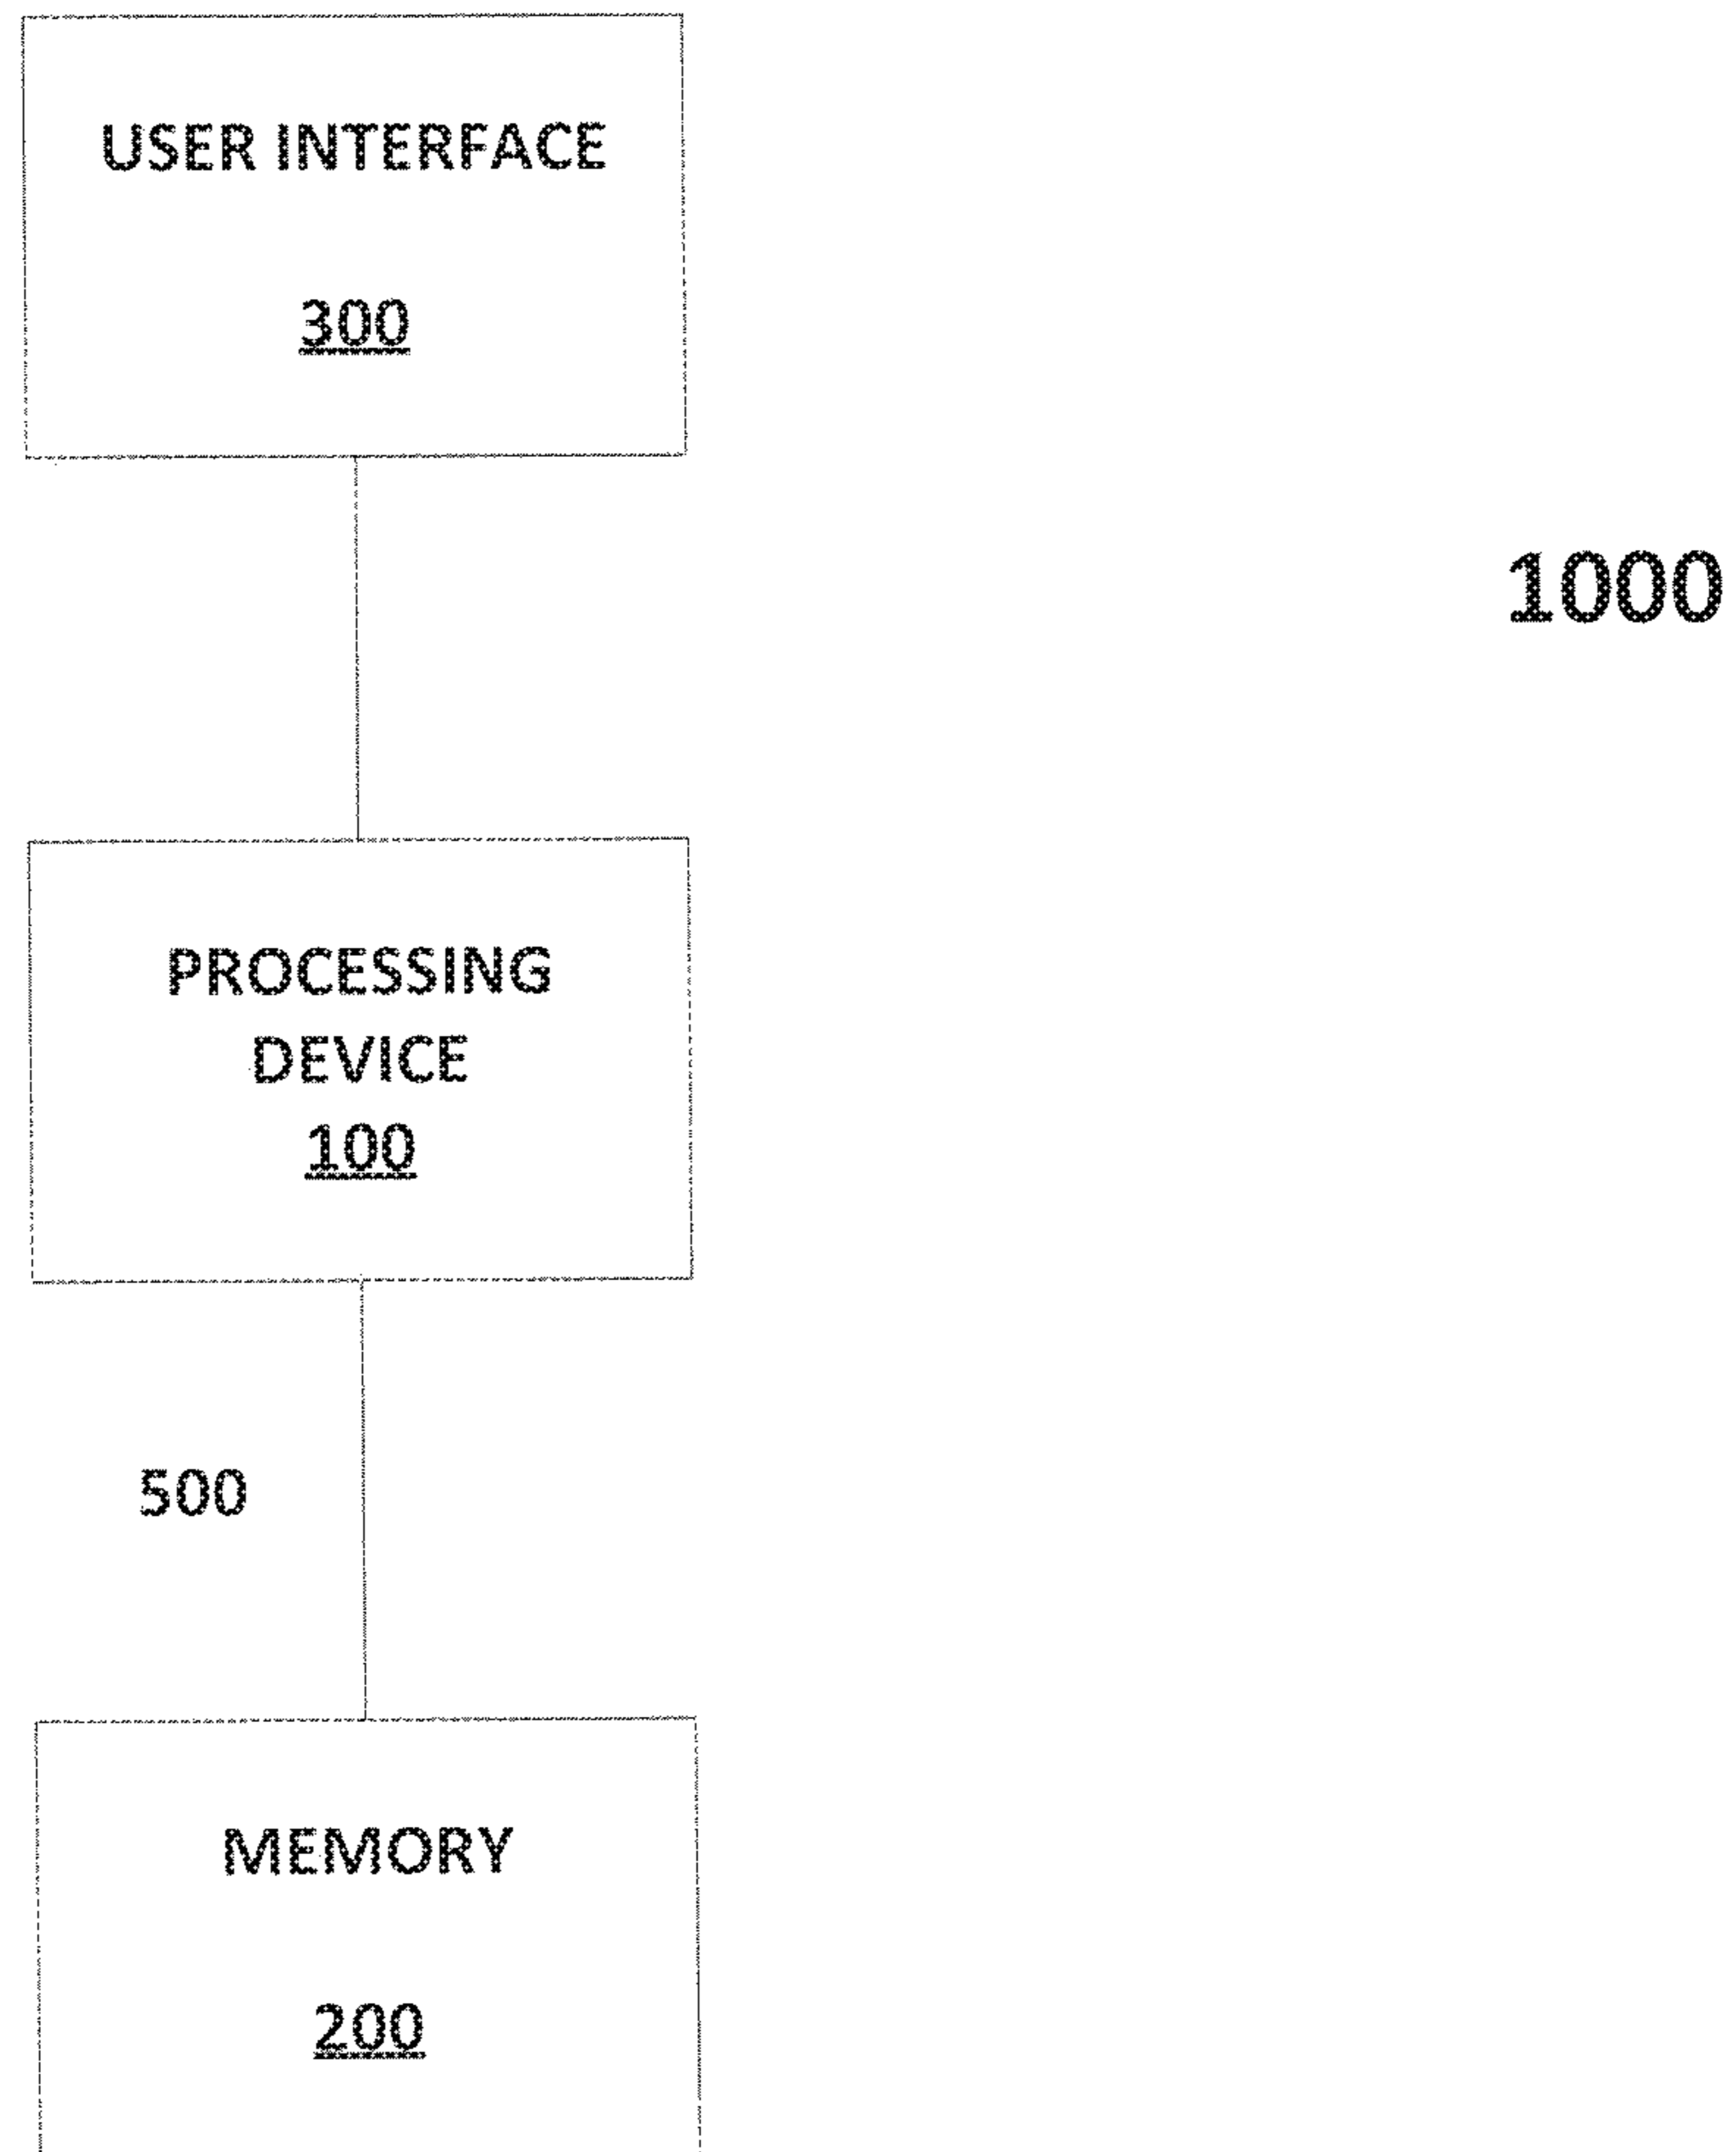 USER INTERFACE
300
1000
PROCESSING
DEVICE
100
500
MEMORY
200